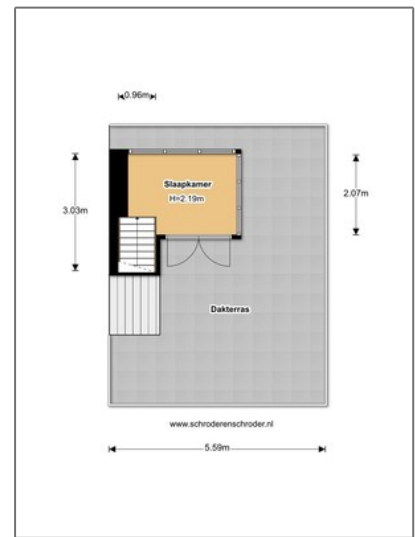 0.96m
Slaapkamer
H=2.19m
3.03m
2.07m
Dakterras
www.schroderenschroder.nl
5.59m